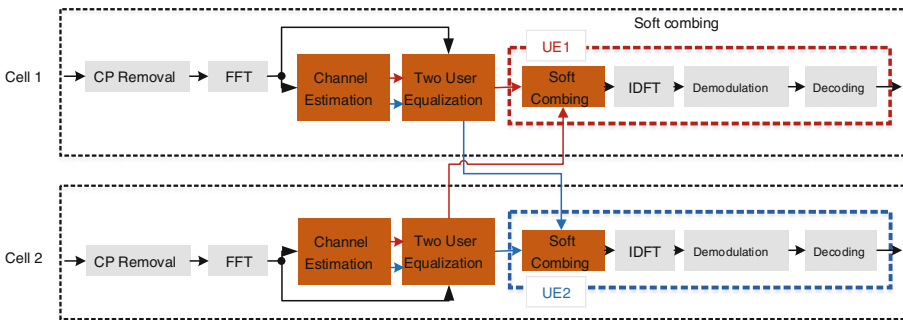 Soft combing
UE1
Cell 1
CP Removal
FFT
Channel
Estimation
Two User
Equalization
Soft
Combing
IDFT
Demodulation
Decoding
Cell 2
CP Removal
FFT
Channel
Estimation
Two User
Equalization
Soft
Combing
IDFT
Demodulation
Decoding
UE2